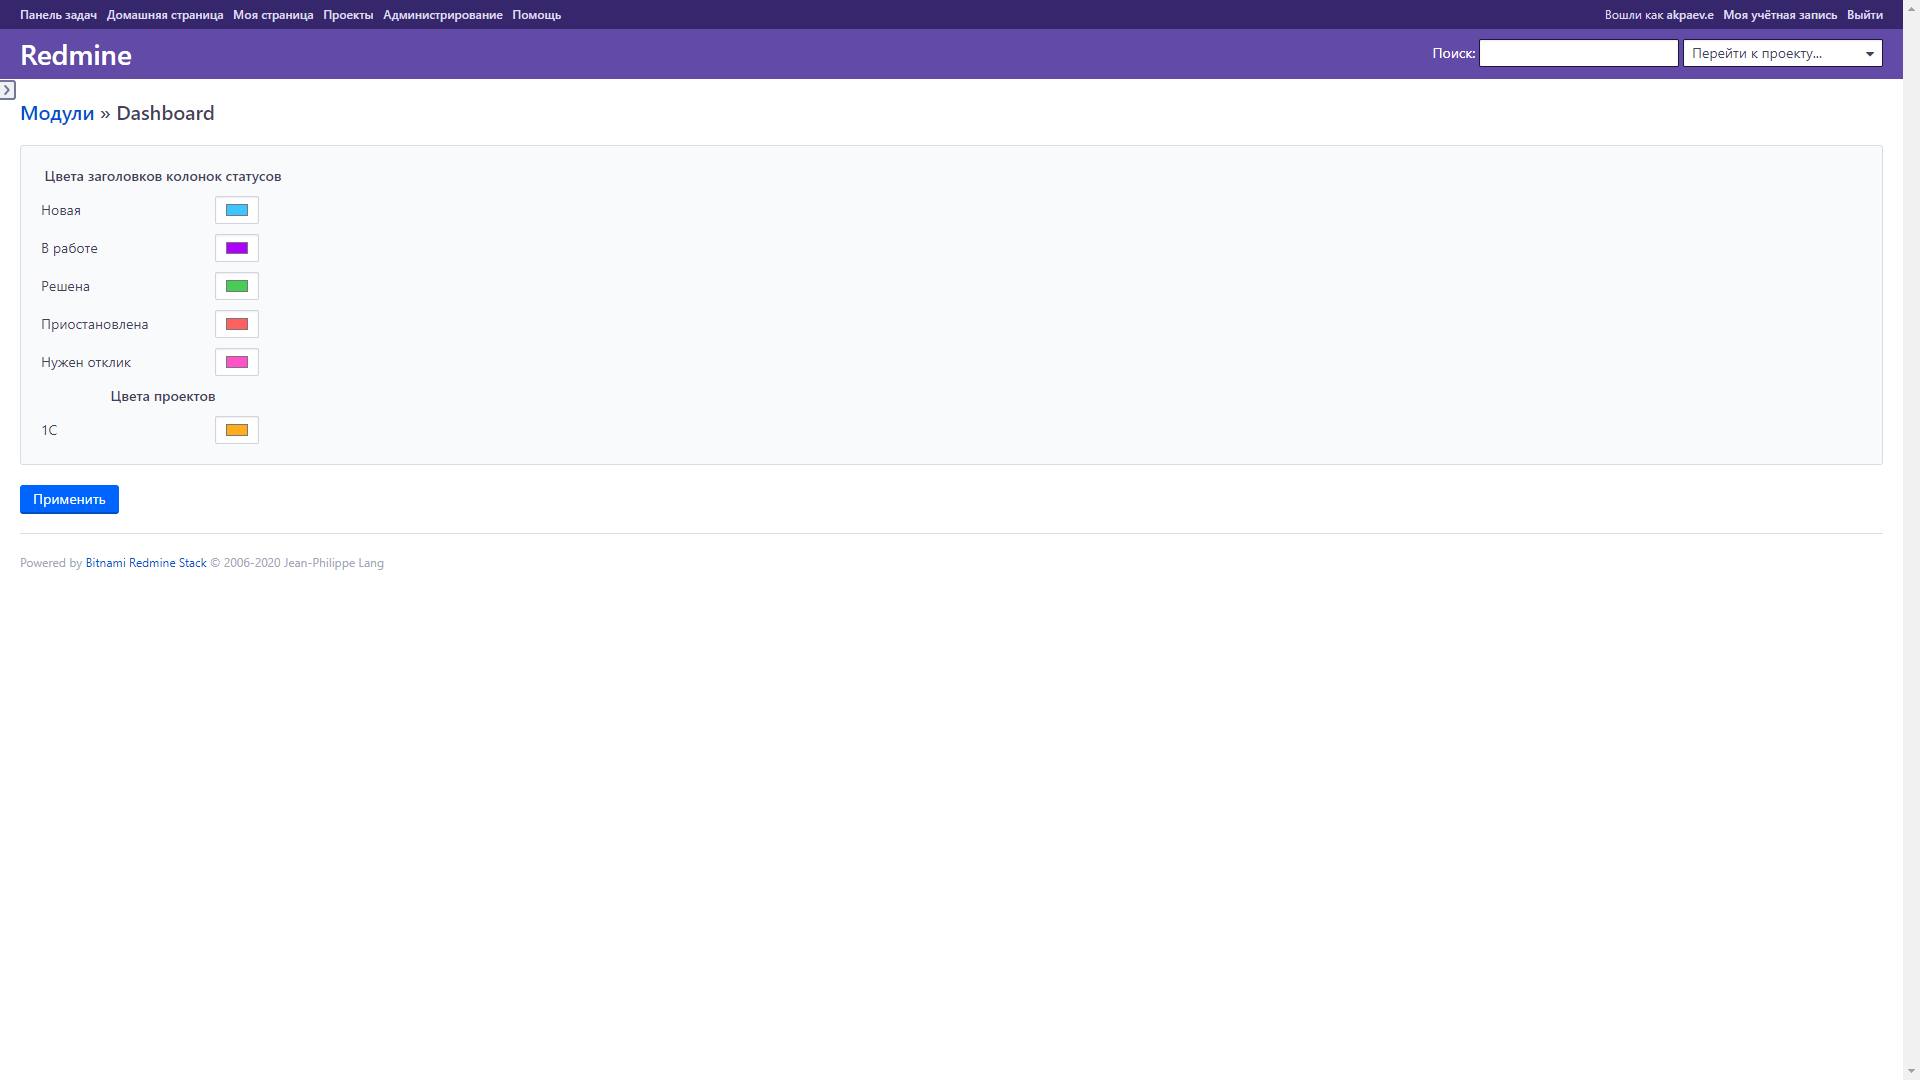 Панель задач Домашняя страница Моя страница Проекты Администрирование Помощь
Вошли как akpaev.e Моя учётная запись Выйти
Redmine
Поиск: Перейти к проекту...
Модули » Dashboard
Цвета заголовков колонок статусов
Новая
В работе
Решена
Приостановлена
Нужен отклик
Цвета проектов
1С
Применить
Powered by Bitnami Redmine Stack © 2006-2020 Jean-Philippe Lang